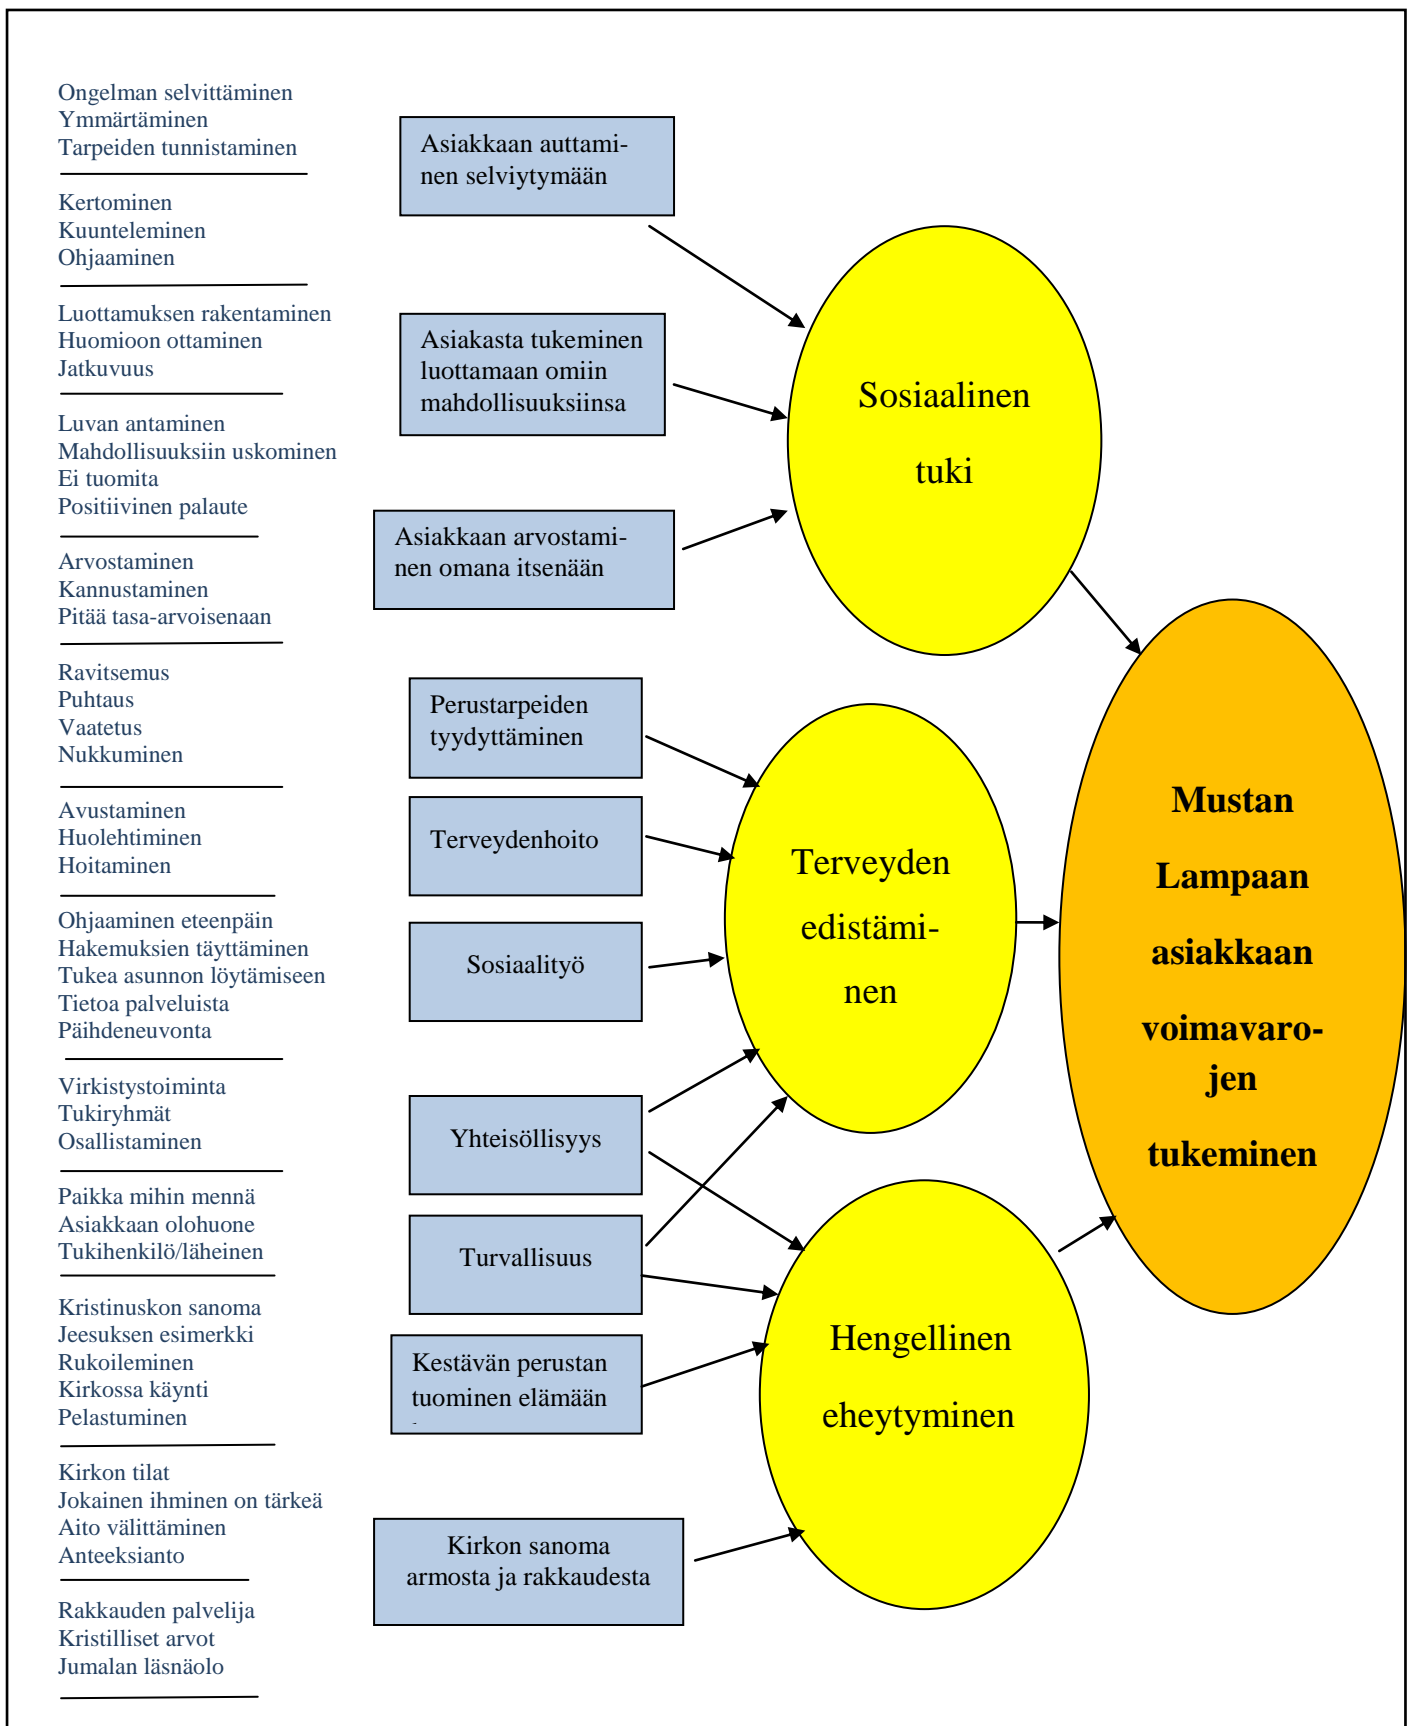 Ongelman selvittäminen
Ymmärtäminen
Tarpeiden tunnistaminen
Kertominen
Kuunteleminen
Ohjaaminen
Luottamuksen rakentaminen
Huomioon ottaminen
Jatkuvuus
Luvan antaminen
Mahdollisuuksiin uskominen
Ei tuomita
Positiivinen palaute
Arvostaminen
Kannustaminen
Pitää tasa-arvoisenaan
Ravitsemus
Puhtaus
Vaatetus
Nukkuminen
Avustaminen
Huolehtiminen
Hoitaminen
Ohjaaminen eteenpäin
Hakemuksien täyttäminen
Tukea asunnon löytämiseen
Tietoa palveluista
Päihdeneuvonta
Virkistystoiminta
Tukiryhmät
Osallistaminen
Paikka mihin mennä
Asiakkaan olohuone
Tukihenkilö/läheinen
Kristinuskon sanoma
Jeesuksen esimerkki
Rukoileminen
Kirkossa käynti
Pelastuminen
Kirkon tilat
Jokainen ihminen on tärkeä
Aito välittäminen
Anteeksianto
Rakkauden palvelija
Kristilliset arvot
Jumalan läsnäolo
Asiakkaan auttami-
nen selviytymään
Asiakasta tukeminen
luottamaan omiin
mahdollisuuksiinsa
Asiakkaan arvostami-
nen omana itsenään
Perustarpeiden
tyydyttäminen
Terveydenhoito
Sosiaalityö
Yhteisöllisyys
Turvallisuus
Kestävän perustan
tuominen elämään
Kirkon sanoma
armosta ja rakkaudesta
Sosiaalinen
tuki
Terveyden
edistämi-
nen
Hengellinen
eheytyminen
Mustan
Lampaan
asiakkaan
voimavaro-
jen
tukeminen